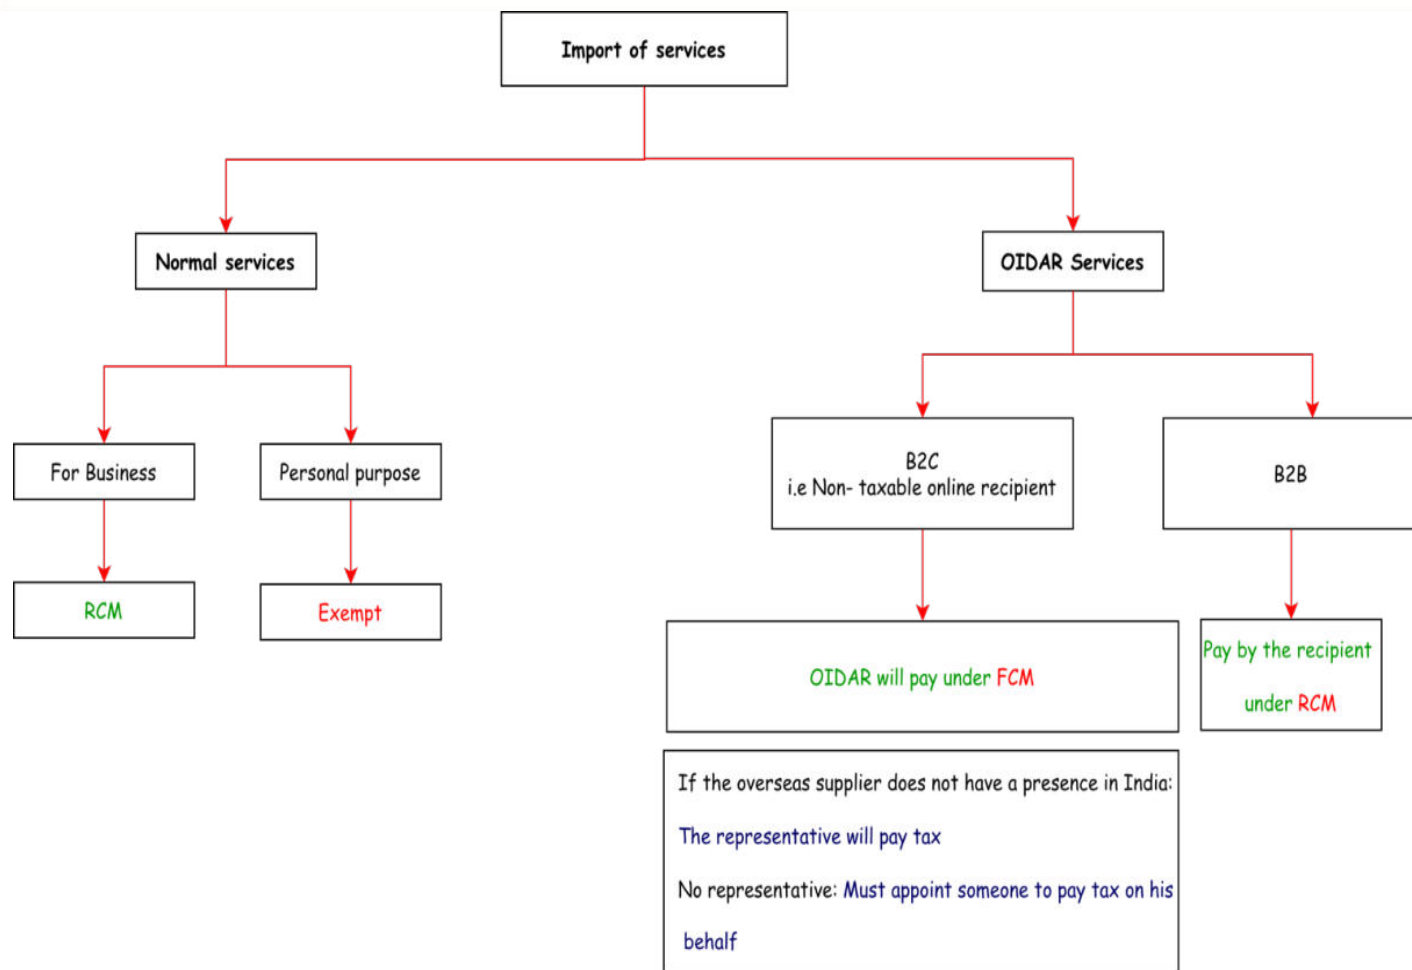 Import of services
Normal services
OIDAR Services
For Business
Personal purpose
B2C
i.e Non- taxable online recipient
B2B
RCM
Exempt
OIDAR will pay under FCM
Pay by the recipient
under RCM
If the overseas supplier does not have a presence in India:
The representative will pay tax
No representative: Must appoint someone to pay tax on his
behalf